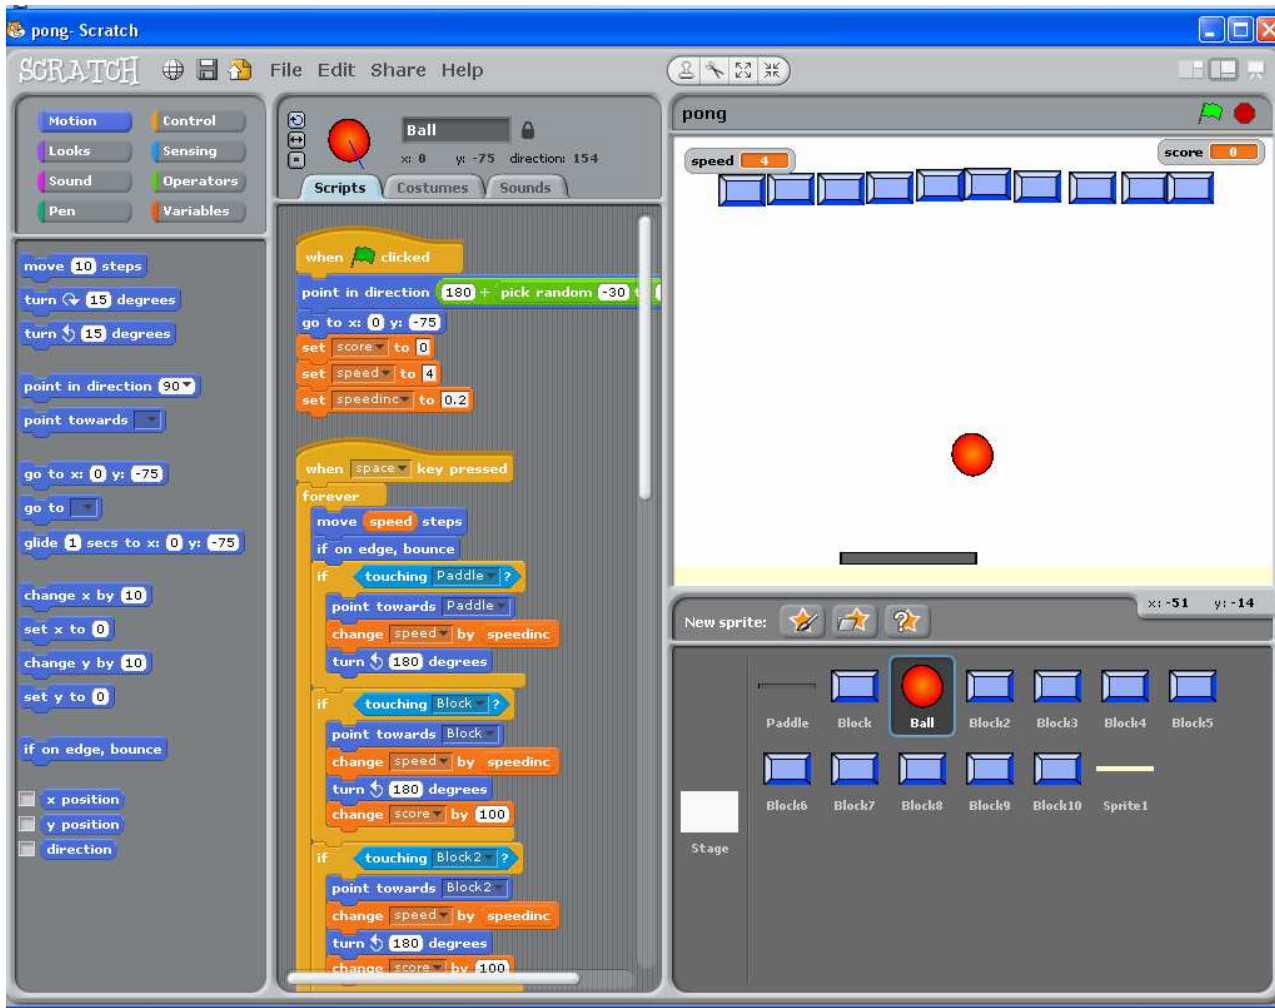 pong- Scratch
SCRATCH File Edit Share Help
Motion Control
Looks Sensing
Sound Operators
Pen Variables
move 10 steps
turn 15 degrees
turn 15 degrees
point in direction 90
point towards
go to x: 0 y: -75
go to
glide 1 secs to x: 0 y: -75
change x by 10
set x to 0
change y by 10
set y to 0
if on edge, bounce
x position
y position
direction
Ball
x: 0 y: -75 direction: 154
Scripts Costumes Sounds
when clicked
point in direction 180 + pick random -30 t
go to x: 0 y: -75
set score to 0
set speed to 4
set speedinc to 0.2
when space key pressed
forever
move speed steps
if on edge, bounce
if touching Paddle ?
point towards Paddle
change speed by speedinc
turn 180 degrees
if touching Block ?
point towards Block
change speed by speedinc
turn 180 degrees
change score by 100
if touching Block2 ?
point towards Block2
change speed by speedinc
turn 180 degrees
change score by 100
pong
speed 4
score 0
x: -51 y: -14
New sprite:
Paddle Block Ball Block2 Block3 Block4 Block5
Block6 Block7 Block8 Block9 Block10 Sprite1
Stage